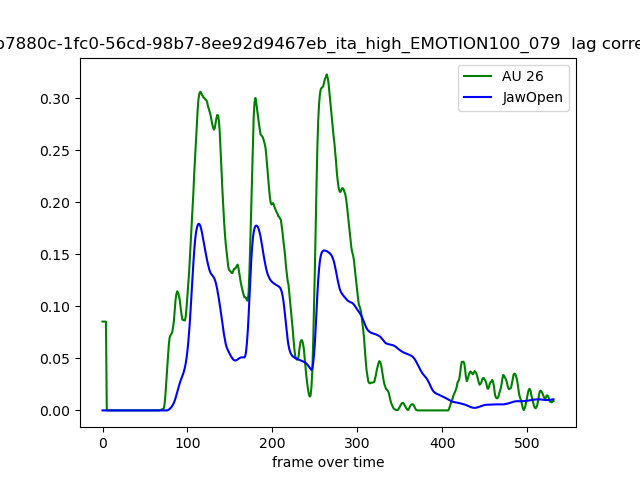 7880c-1fc0-56cd-98b7-8ee92d9467eb_ita_high_EMOTION100_079 lag corre
AU 26
JawOpen
0.30
0.25
0.20
0.15
0.10
0.05
0.00
0 100 200 300 400 500
frame over time